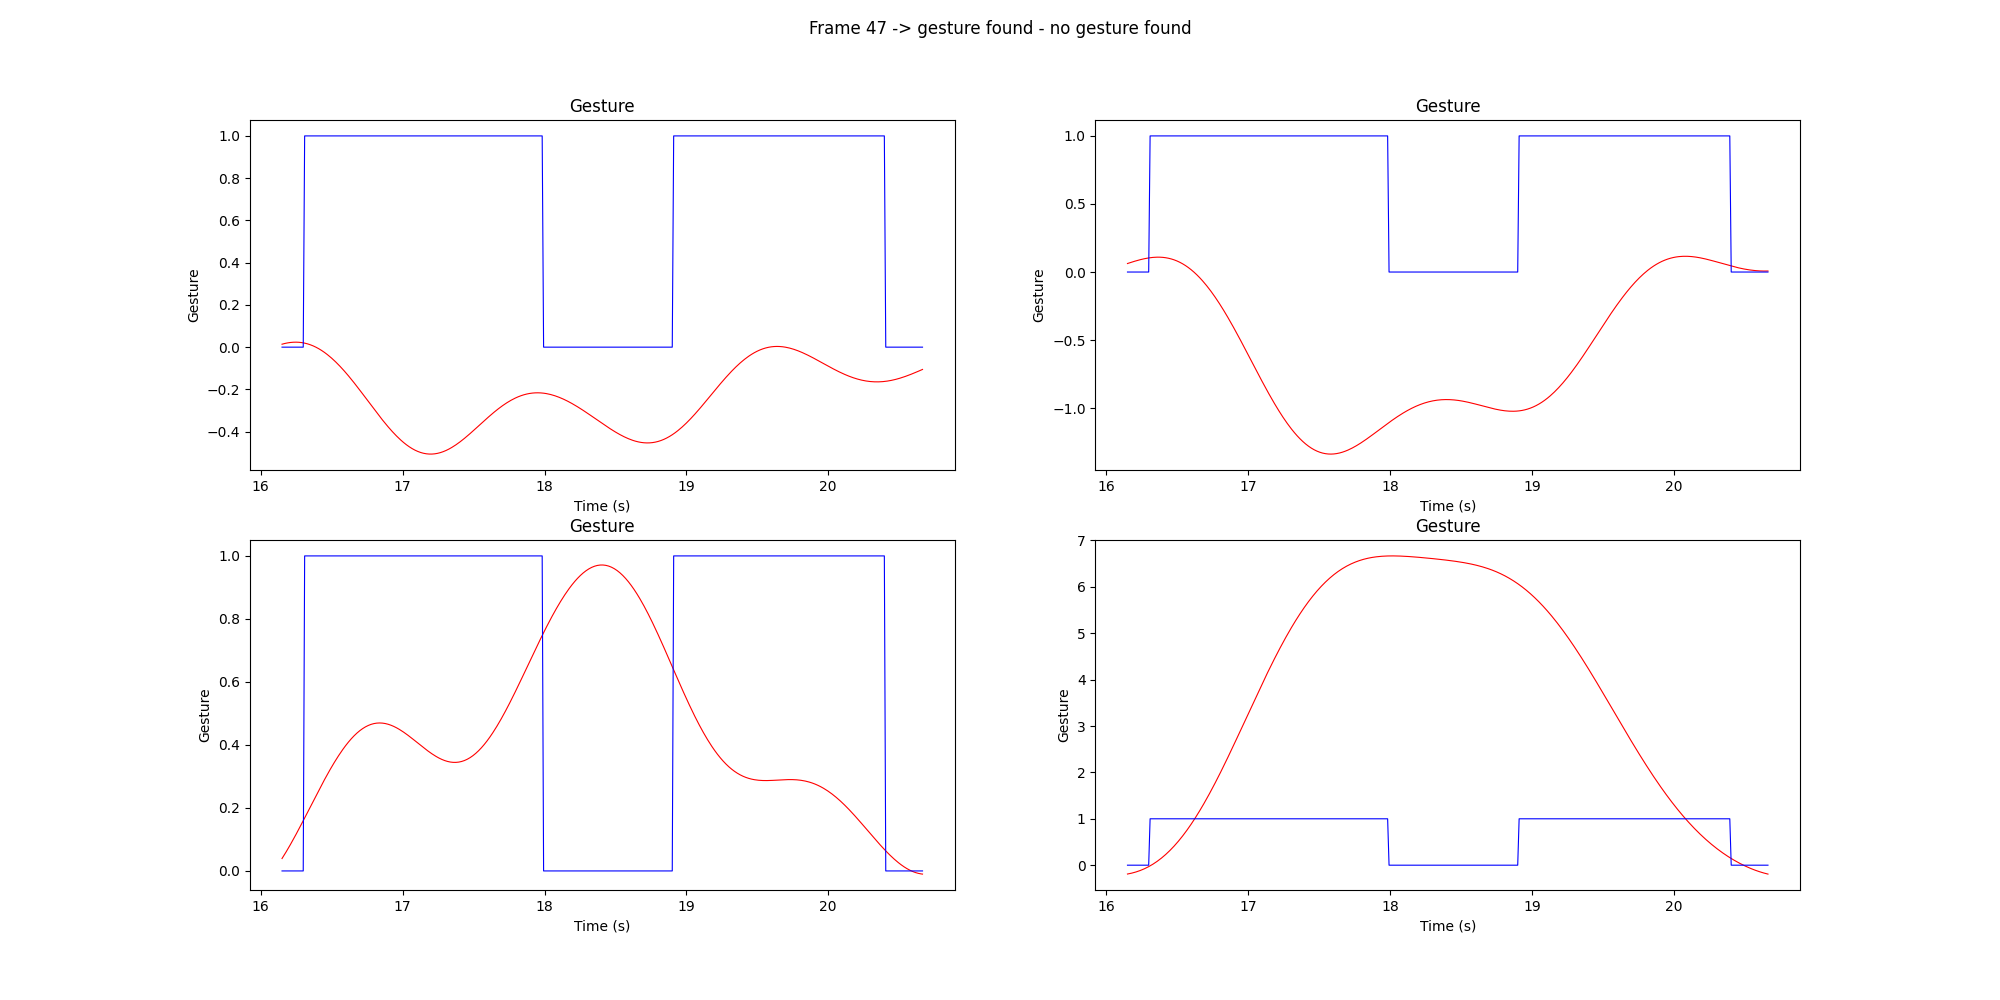 Frame 47 -> gesture found - no gesture found
Gesture
1.0
0.8
0.6
0.4
0.2
0.0
−0.2
−0.4
Gesture
16 17 18 19 20
Time (s)
Gesture
1.0
0.5
0.0
−0.5
−1.0
Gesture
16 17 18 19 20
Time (s)
Gesture
1.0
0.8
0.6
0.4
0.2
0.0
Gesture
16 17 18 19 20
Time (s)
Gesture
7
6
5
4
3
2
1
0
Gesture
16 17 18 19 20
Time (s)